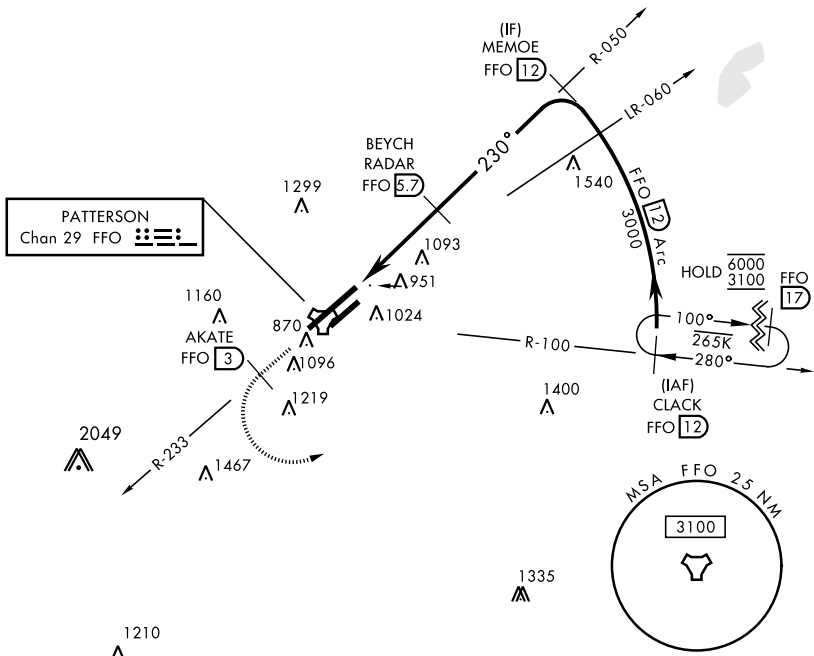 (IF)
MEMOE
FFO 12
R-050
LR-060
BEYCH
RADAR
FFO 5.7
230°
1540
FFO 12 Arc
3000
1299
PATTERSON
Chan 29 FFO
1093
951
1024
1160
870
AKATE
FFO 3
1096
1219
HOLD 6000
3100
FFO
17
100°
265K
280°
R-100
(IAF)
CLACK
FFO 12
1400
2049
R-233
1467
MSA FFO 25 NM
3100
1335
1210